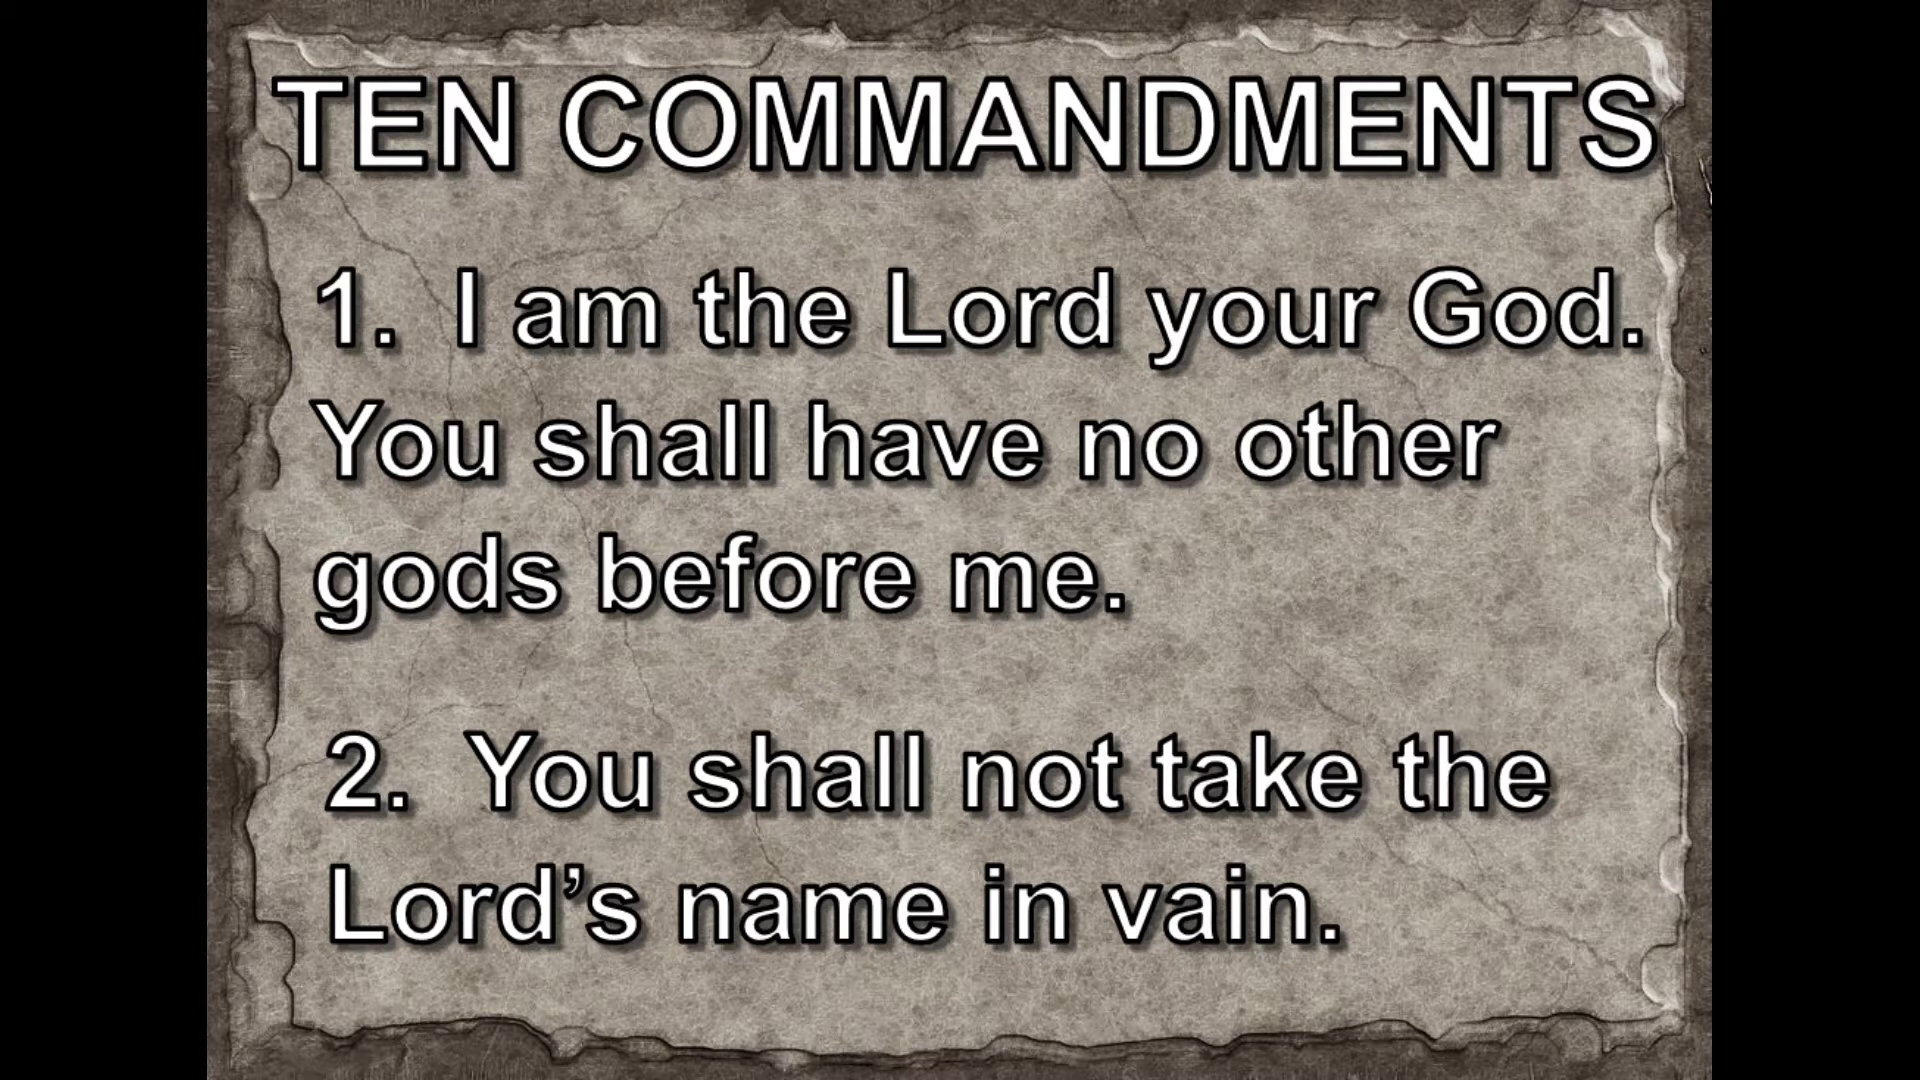 TEN COMMANDMENTS
1. I am the Lord your God.
You shall have no other
gods before me.
2. You shall not take the
Lord’s name in vain.